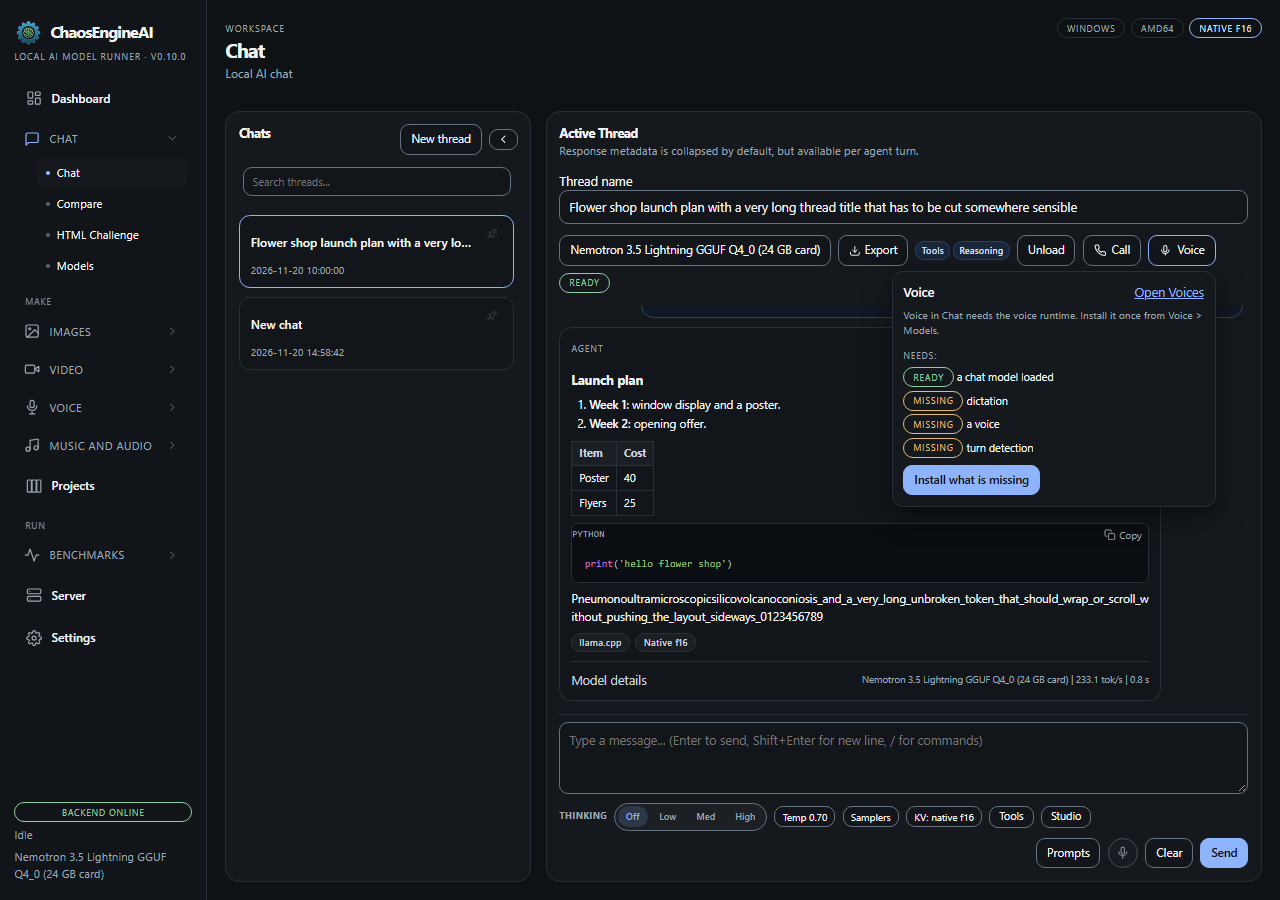 ChaosEngineAI
LOCAL AI MODEL RUNNER · V0.10.0
Dashboard
CHAT
Chat
Compare
HTML Challenge
Models
MAKE
IMAGES
VIDEO
VOICE
MUSIC AND AUDIO
Projects
RUN
BENCHMARKS
Server
Settings
BACKEND ONLINE
Idle
Nemotron 3.5 Lightning GGUF
Q4_0 (24 GB card)
WORKSPACE
Chat
Local AI chat
WINDOWS
AMD64
NATIVE F16
Chats
New thread
Search threads...
Flower shop launch plan with a very lo...
2026-11-20 10:00:00
New chat
2026-11-20 14:58:42
Active Thread
Response metadata is collapsed by default, but available per agent turn.
Thread name
Flower shop launch plan with a very long thread title that has to be cut somewhere sensible
Nemotron 3.5 Lightning GGUF Q4_0 (24 GB card)
Export
Tools
Reasoning
Unload
Call
Voice
READY
Voice
Open Voices
Voice in Chat needs the voice runtime. Install it once from Voice >
Models.
NEEDS:
READY a chat model loaded
MISSING dictation
MISSING a voice
MISSING turn detection
Install what is missing
AGENT
Launch plan
1. Week 1: window display and a poster.
2. Week 2: opening offer.
Item Cost
Poster 40
Flyers 25
PYTHON
Copy
print('hello flower shop')
Pneumonoultramicroscopicsilicovolcanoconiosis_and_a_very_long_unbroken_token_that_should_wrap_or_scroll_w
ithout_pushing_the_layout_sideways_0123456789
llama.cpp
Native f16
Model details
Nemotron 3.5 Lightning GGUF Q4_0 (24 GB card) | 233.1 tok/s | 0.8 s
Type a message... (Enter to send, Shift+Enter for new line, / for commands)
THINKING
Off
Low
Med
High
Temp 0.70
Samplers
KV: native f16
Tools
Studio
Prompts
Clear
Send